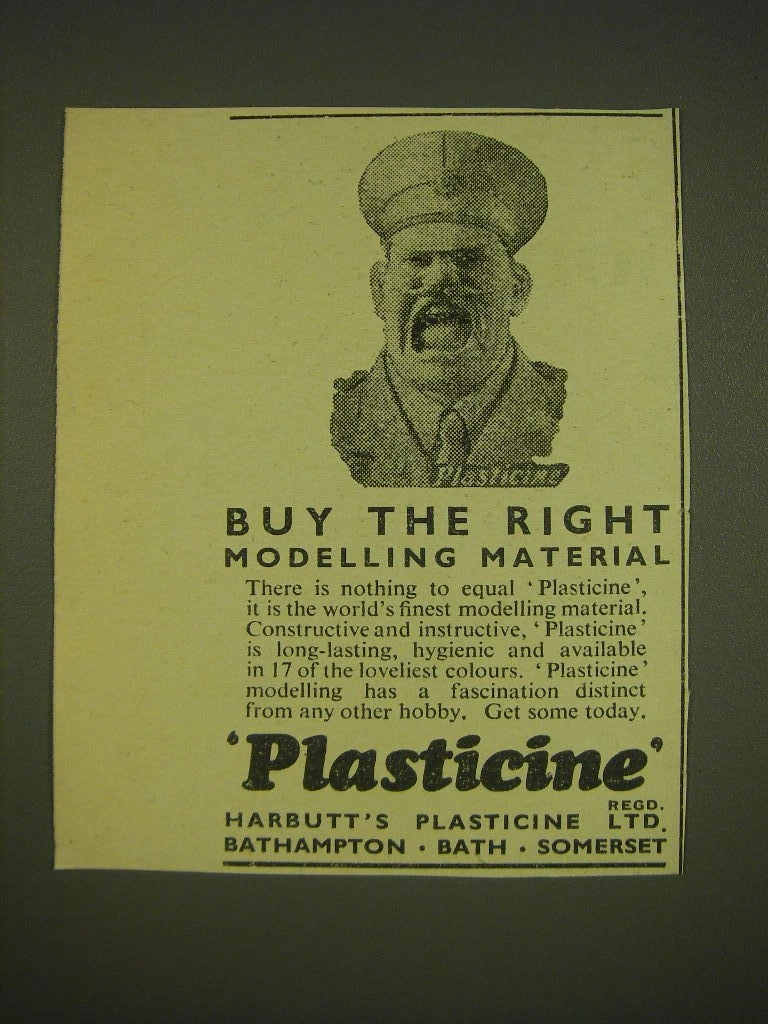 Plasticine
BUY THE RIGHT
MODELLING MATERIAL
There is nothing to equal ‘Plasticine’,
it is the world’s finest modelling material.
Constructive and instructive, ‘Plasticine’
is long-lasting, hygienic and available
in 17 of the loveliest colours. ‘Plasticine’
modelling has a fascination distinct
from any other hobby. Get some today.
‘Plasticine’
REGD.
HARBUTT’S PLASTICINE LTD.
BATHAMPTON · BATH · SOMERSET